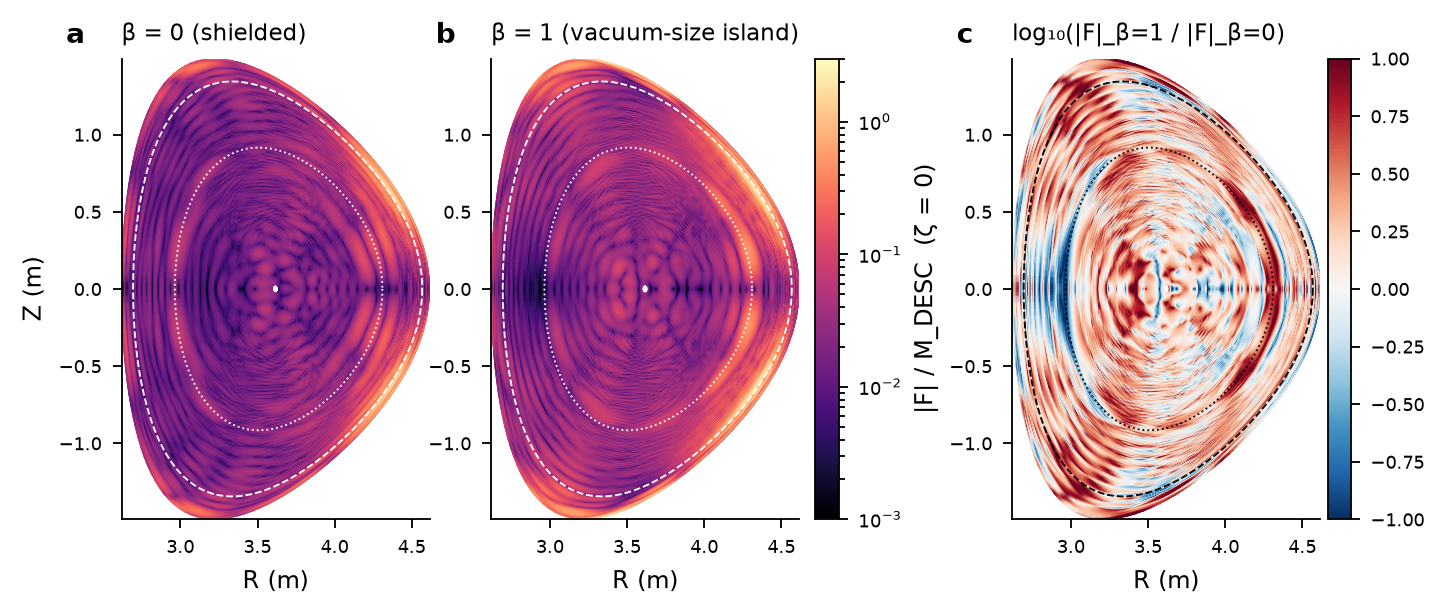 a β = 0 (shielded)
b β = 1 (vacuum-size island)
c log₁₀(|F|_β=1 / |F|_β=0)
Z (m)
1.0
0.5
0.0
−0.5
−1.0
3.0 3.5 4.0 4.5
R (m)
1.0
0.5
0.0
−0.5
−1.0
3.0 3.5 4.0 4.5
R (m)
10⁰
10⁻¹
10⁻²
10⁻³
|F| / M_DESC (ζ = 0)
1.0
0.5
0.0
−0.5
−1.0
3.0 3.5 4.0 4.5
R (m)
1.00
0.75
0.50
0.25
0.00
−0.25
−0.50
−0.75
−1.00